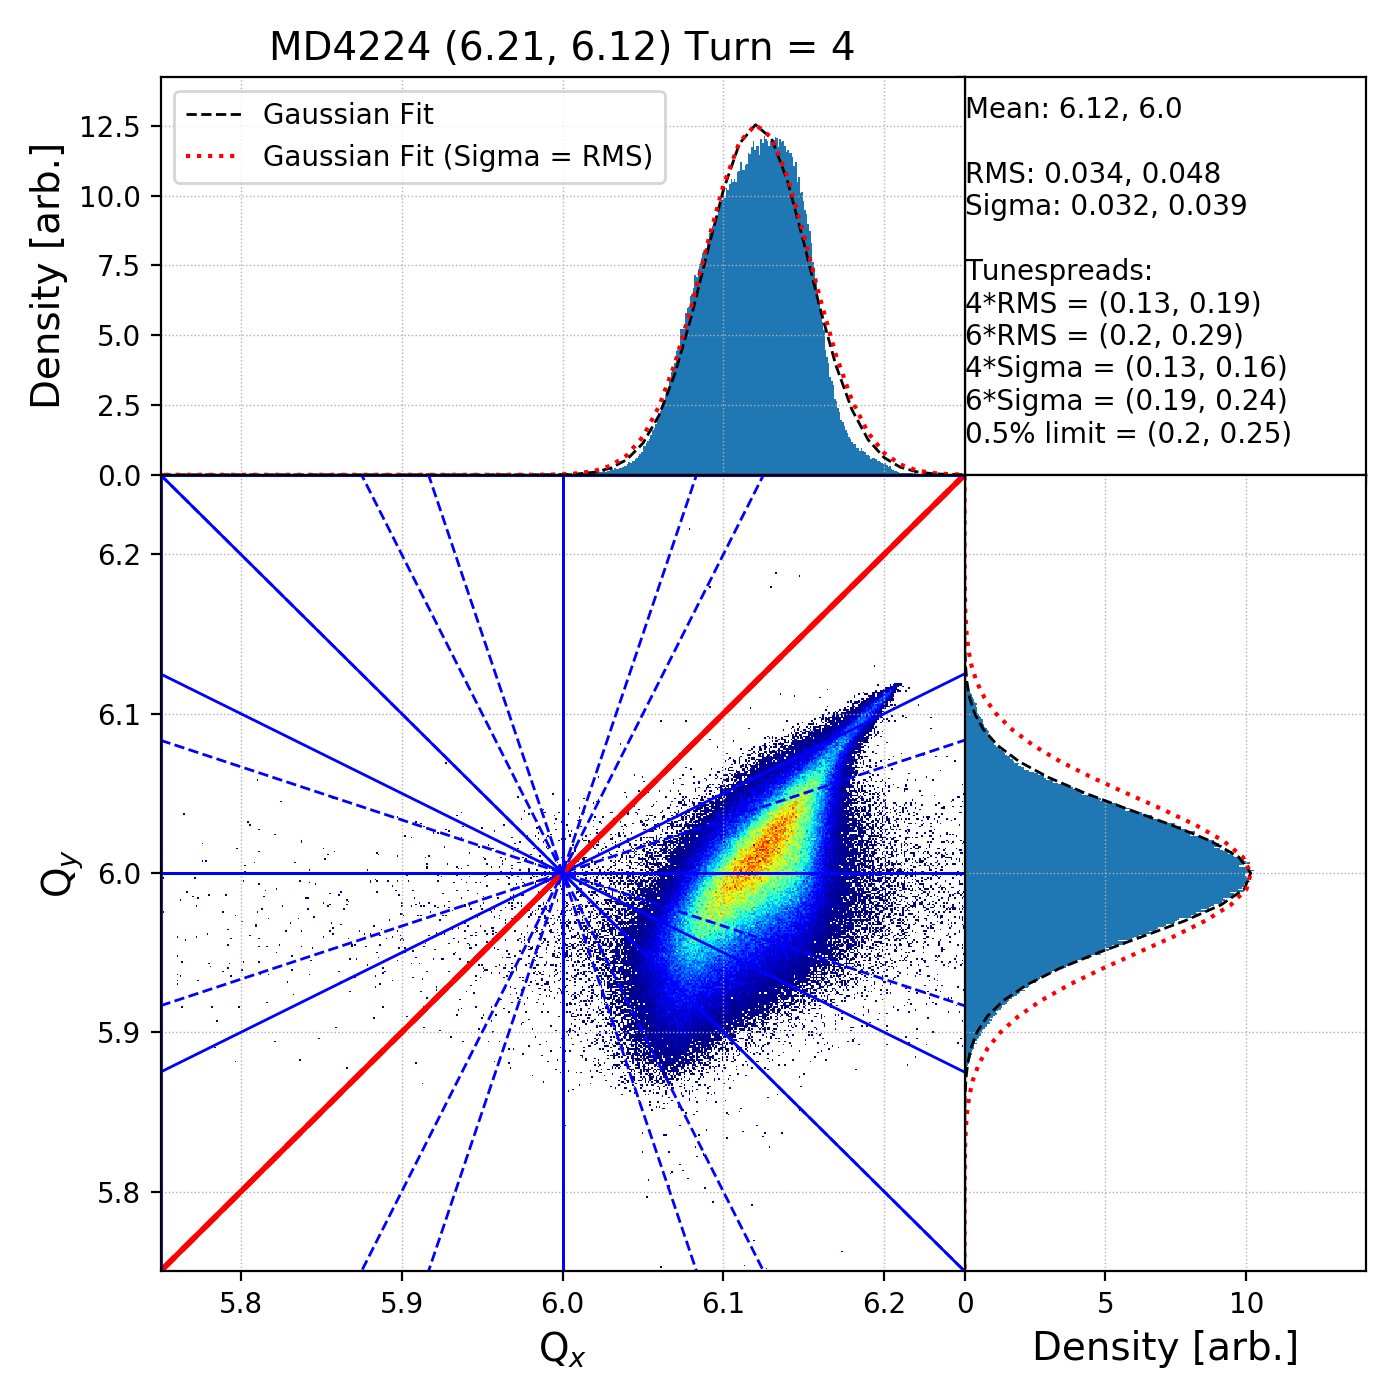 MD4224 (6.21, 6.12) Turn = 4
Gaussian Fit
Gaussian Fit (Sigma = RMS)
Density [arb.]
12.5
10.0
7.5
5.0
2.5
0.0
Mean: 6.12, 6.0
RMS: 0.034, 0.048
Sigma: 0.032, 0.039
Tunespreads:
4*RMS = (0.13, 0.19)
6*RMS = (0.2, 0.29)
4*Sigma = (0.13, 0.16)
6*Sigma = (0.19, 0.24)
0.5% limit = (0.2, 0.25)
Qy
6.2
6.1
6.0
5.9
5.8
5.8 5.9 6.0 6.1 6.2
Qx
0 5 10
Density [arb.]